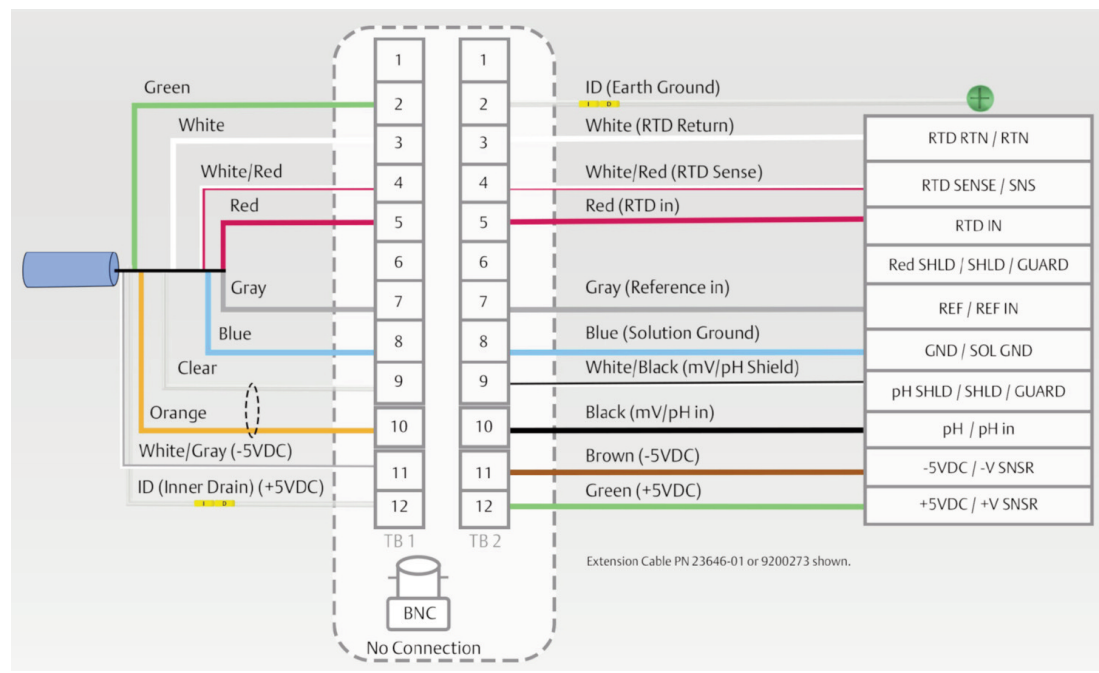 Green
White
White/Red
Red
Gray
Blue
Clear
Orange
White/Gray (-5VDC)
ID (Inner Drain) (+5VDC)
I D
1
2
3
4
5
6
7
8
9
10
11
12
TB 1
1
2
3
4
5
6
7
8
9
10
11
12
TB 2
BNC
No Connection
ID (Earth Ground)
I D
White (RTD Return)
White/Red (RTD Sense)
Red (RTD in)
Gray (Reference in)
Blue (Solution Ground)
White/Black (mV/pH Shield)
Black (mV/pH in)
Brown (-5VDC)
Green (+5VDC)
RTD RTN / RTN
RTD SENSE / SNS
RTD IN
Red SHLD / SHLD / GUARD
REF / REF IN
GND / SOL GND
pH SHLD / SHLD / GUARD
pH / pH in
-5VDC / -V SNSR
+5VDC / +V SNSR
Extension Cable PN 23646-01 or 9200273 shown.